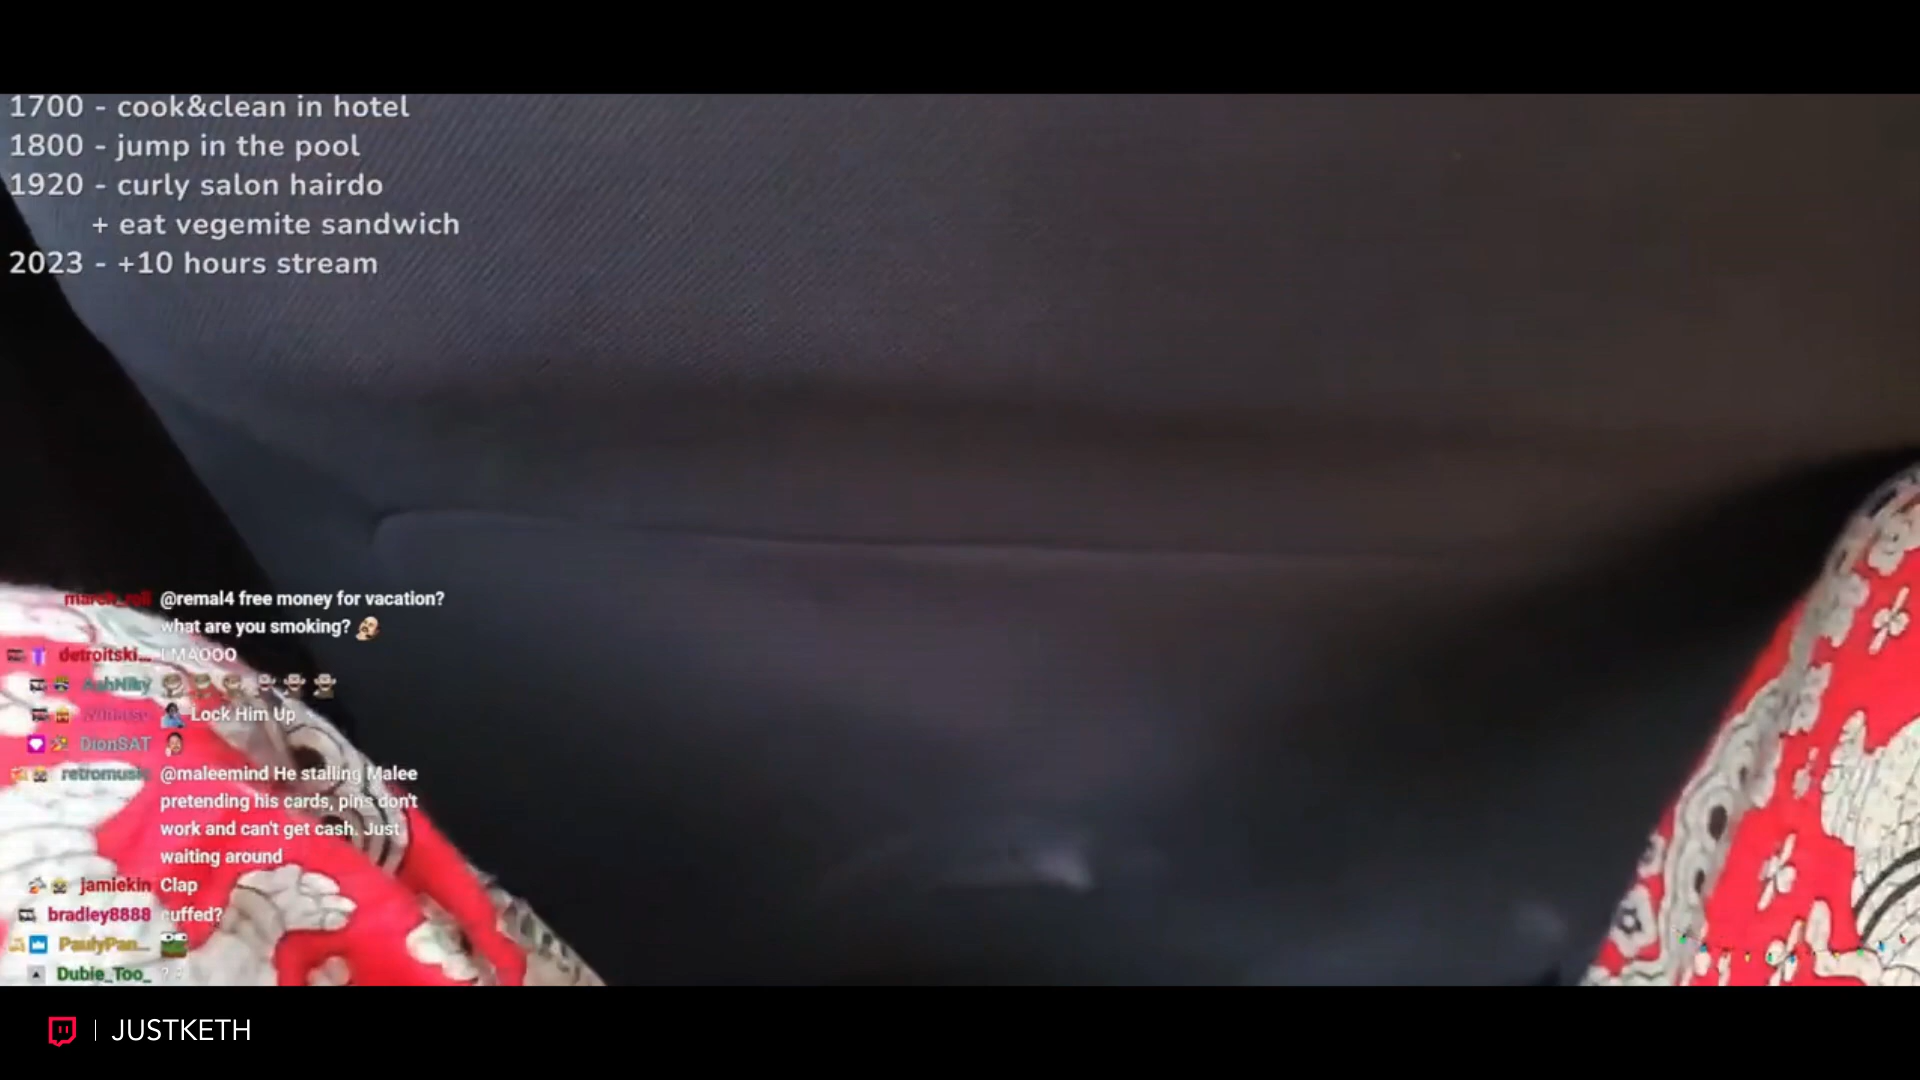 1700 - cook&clean in hotel
1800 - jump in the pool
1920 - curly salon hairdo
+ eat vegemite sandwich
2023 - +10 hours stream
@remal4 free money for vacation?
what are you smoking?
detroitski... LMAOOO
AshNiky
Lock Him Up
DionSAT
retromusic @maleemind He stalling Malee
pretending his cards, pins don't
work and can't get cash. Just
waiting around
jamiekin Clap
bradley8888 cuffed?
PaulyPan...
Dubie_Too_ ? ?
| JUSTKETH